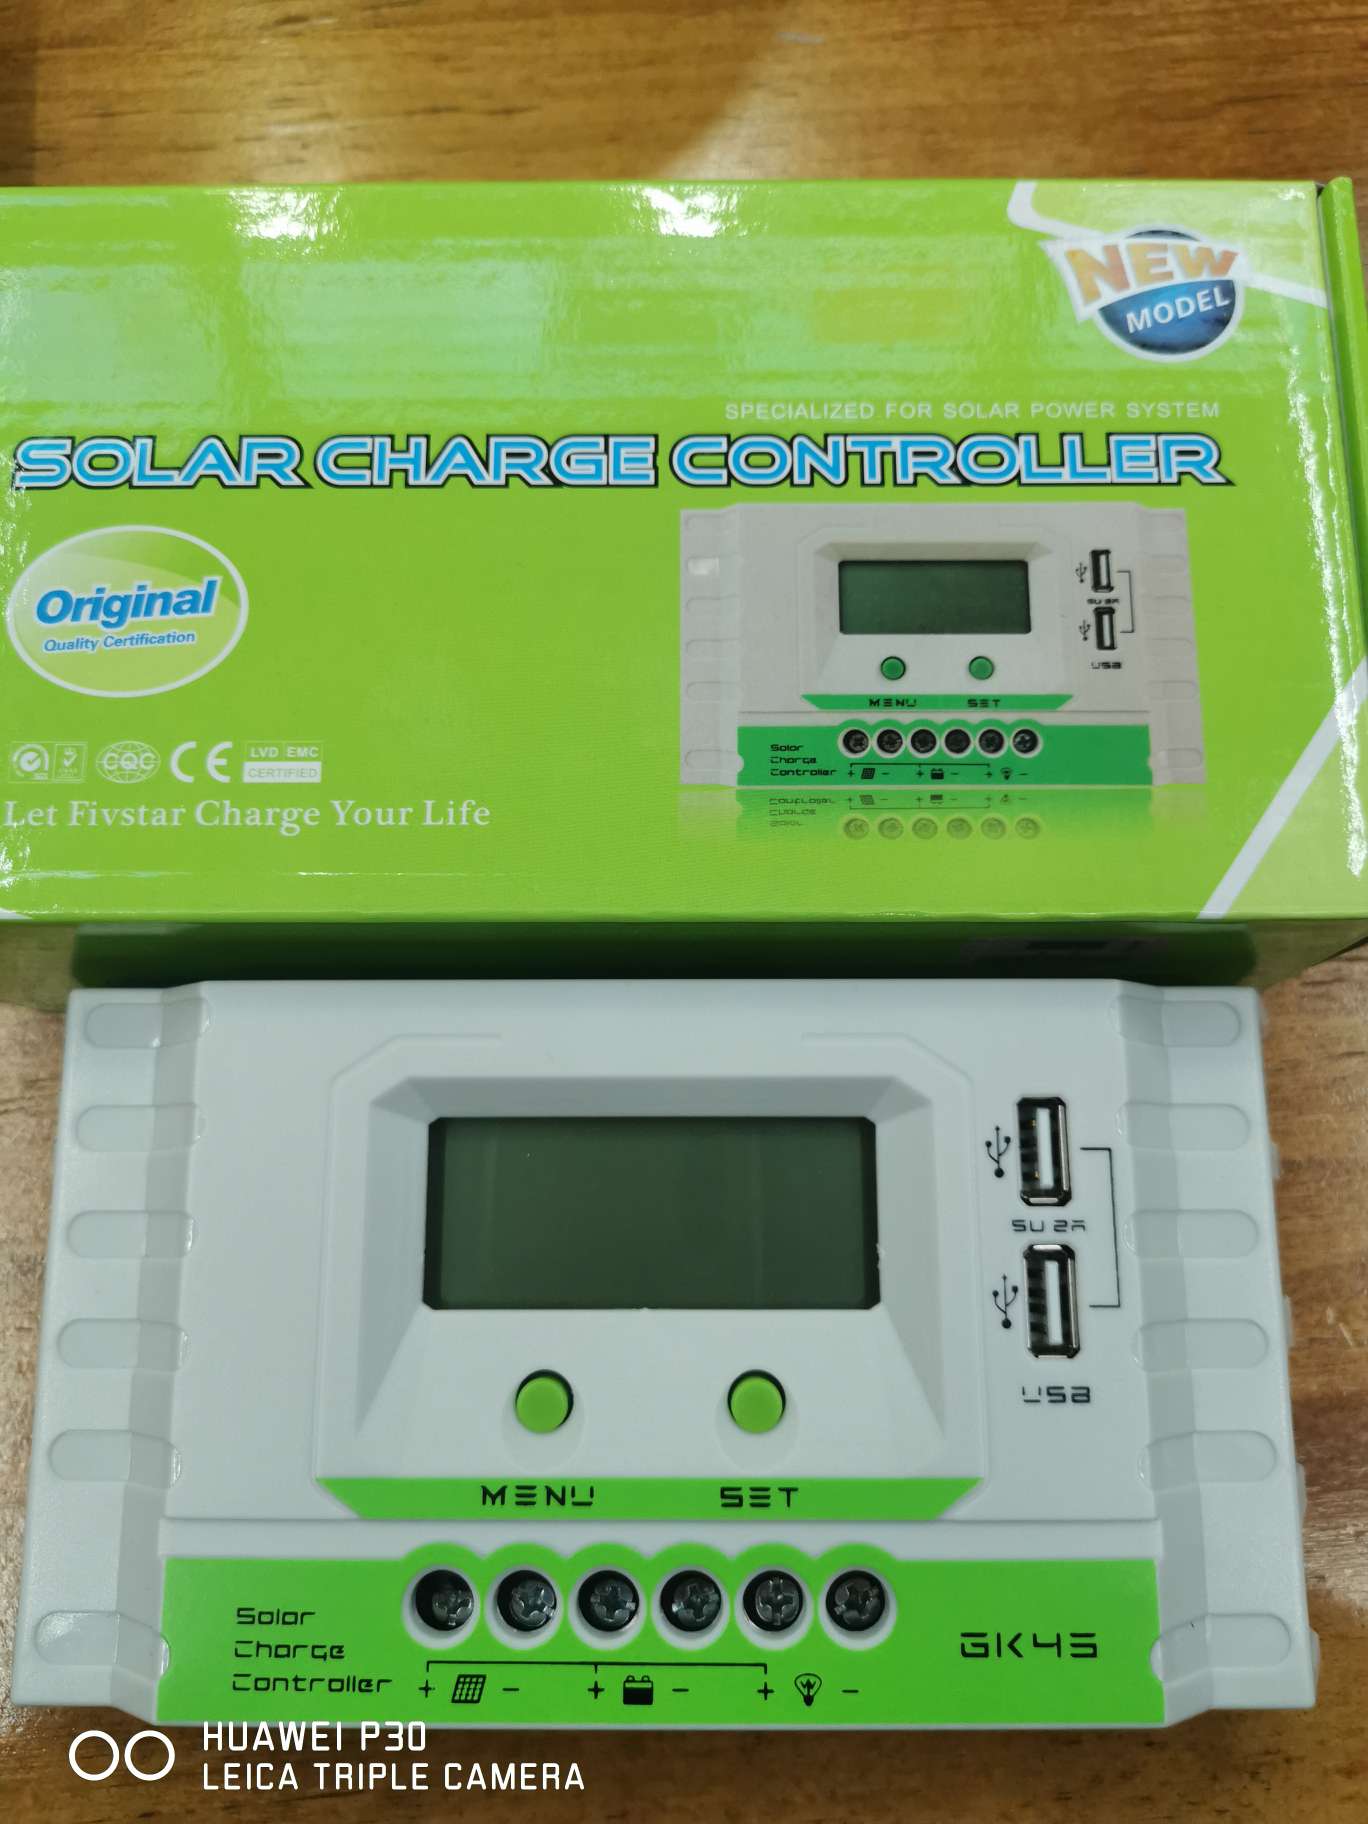 NEW
MODEL
SPECIALIZED FOR SOLAR POWER SYSTEM
SOLAR CHARGE CONTROLLER
Original
Quality Certification
5V 2A
USB
MENU SET
Solar
Charge
Controller
+ - + - + -
CQC CE LVD EMC
CERTIFIED
Let Fivstar Charge Your Life
5V 2A
USB
MENU SET
Solar
Charge
Controller
GK45
+ - + - + -
HUAWEI P30
LEICA TRIPLE CAMERA